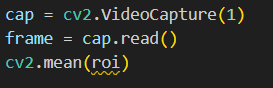 cap = cv2.VideoCapture(1)
frame = cap.read()
cv2.mean(roi)